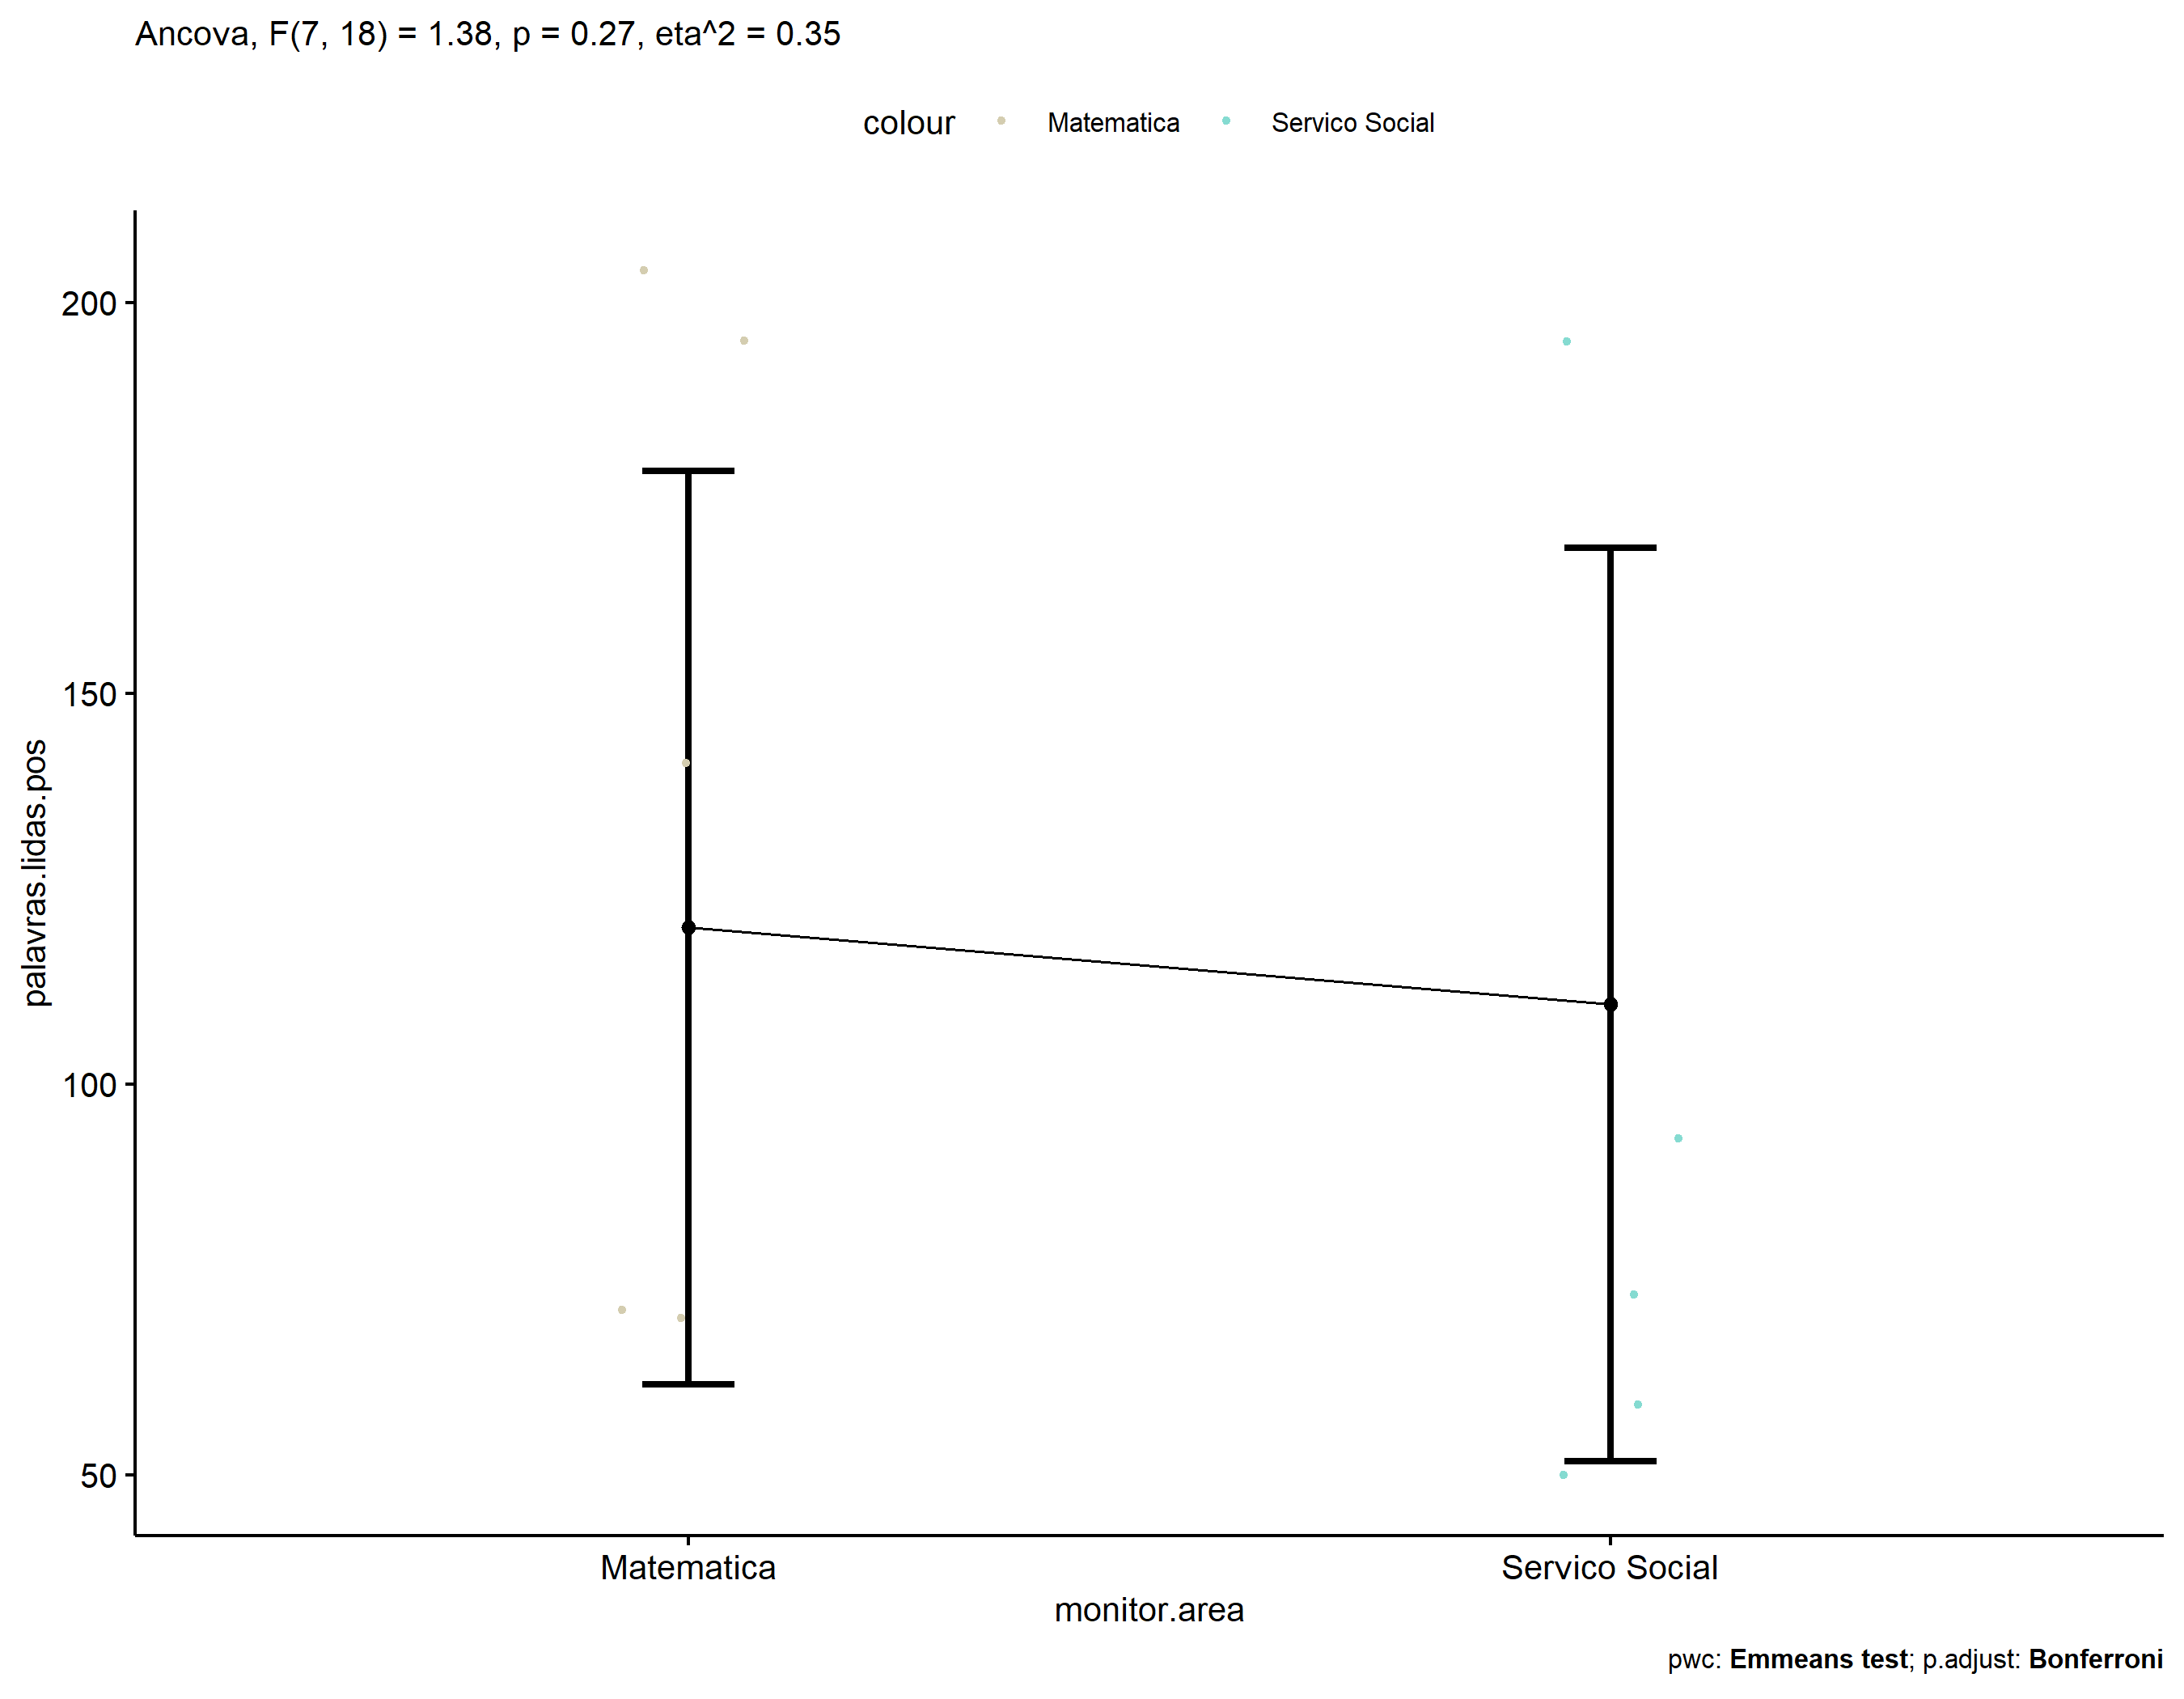 Ancova, F(7, 18) = 1.38, p = 0.27, eta^2 = 0.35
colour Matematica Servico Social
200
150
100
50
palavras.lidas.pos
Matematica Servico Social
monitor.area
pwc: Emmeans test; p.adjust: Bonferroni